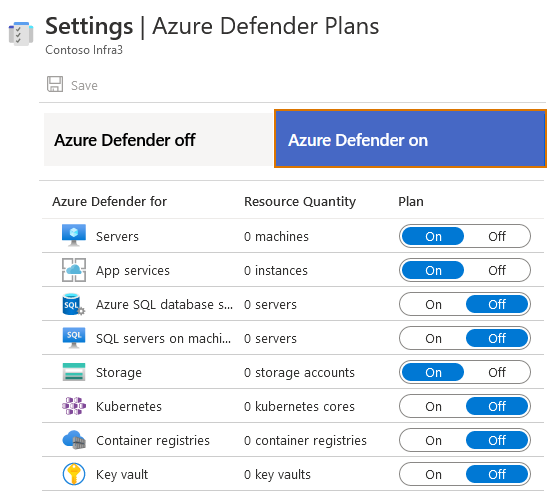 Settings | Azure Defender Plans
Contoso Infra3
Save
Azure Defender off Azure Defender on
Azure Defender for Resource Quantity Plan
Servers 0 machines On Off
App services 0 instances On Off
SQL Azure SQL database s... 0 servers On Off
SQL SQL servers on machi... 0 servers On Off
Storage 0 storage accounts On Off
Kubernetes 0 kubernetes cores On Off
Container registries 0 container registries On Off
Key vault 0 key vaults On Off